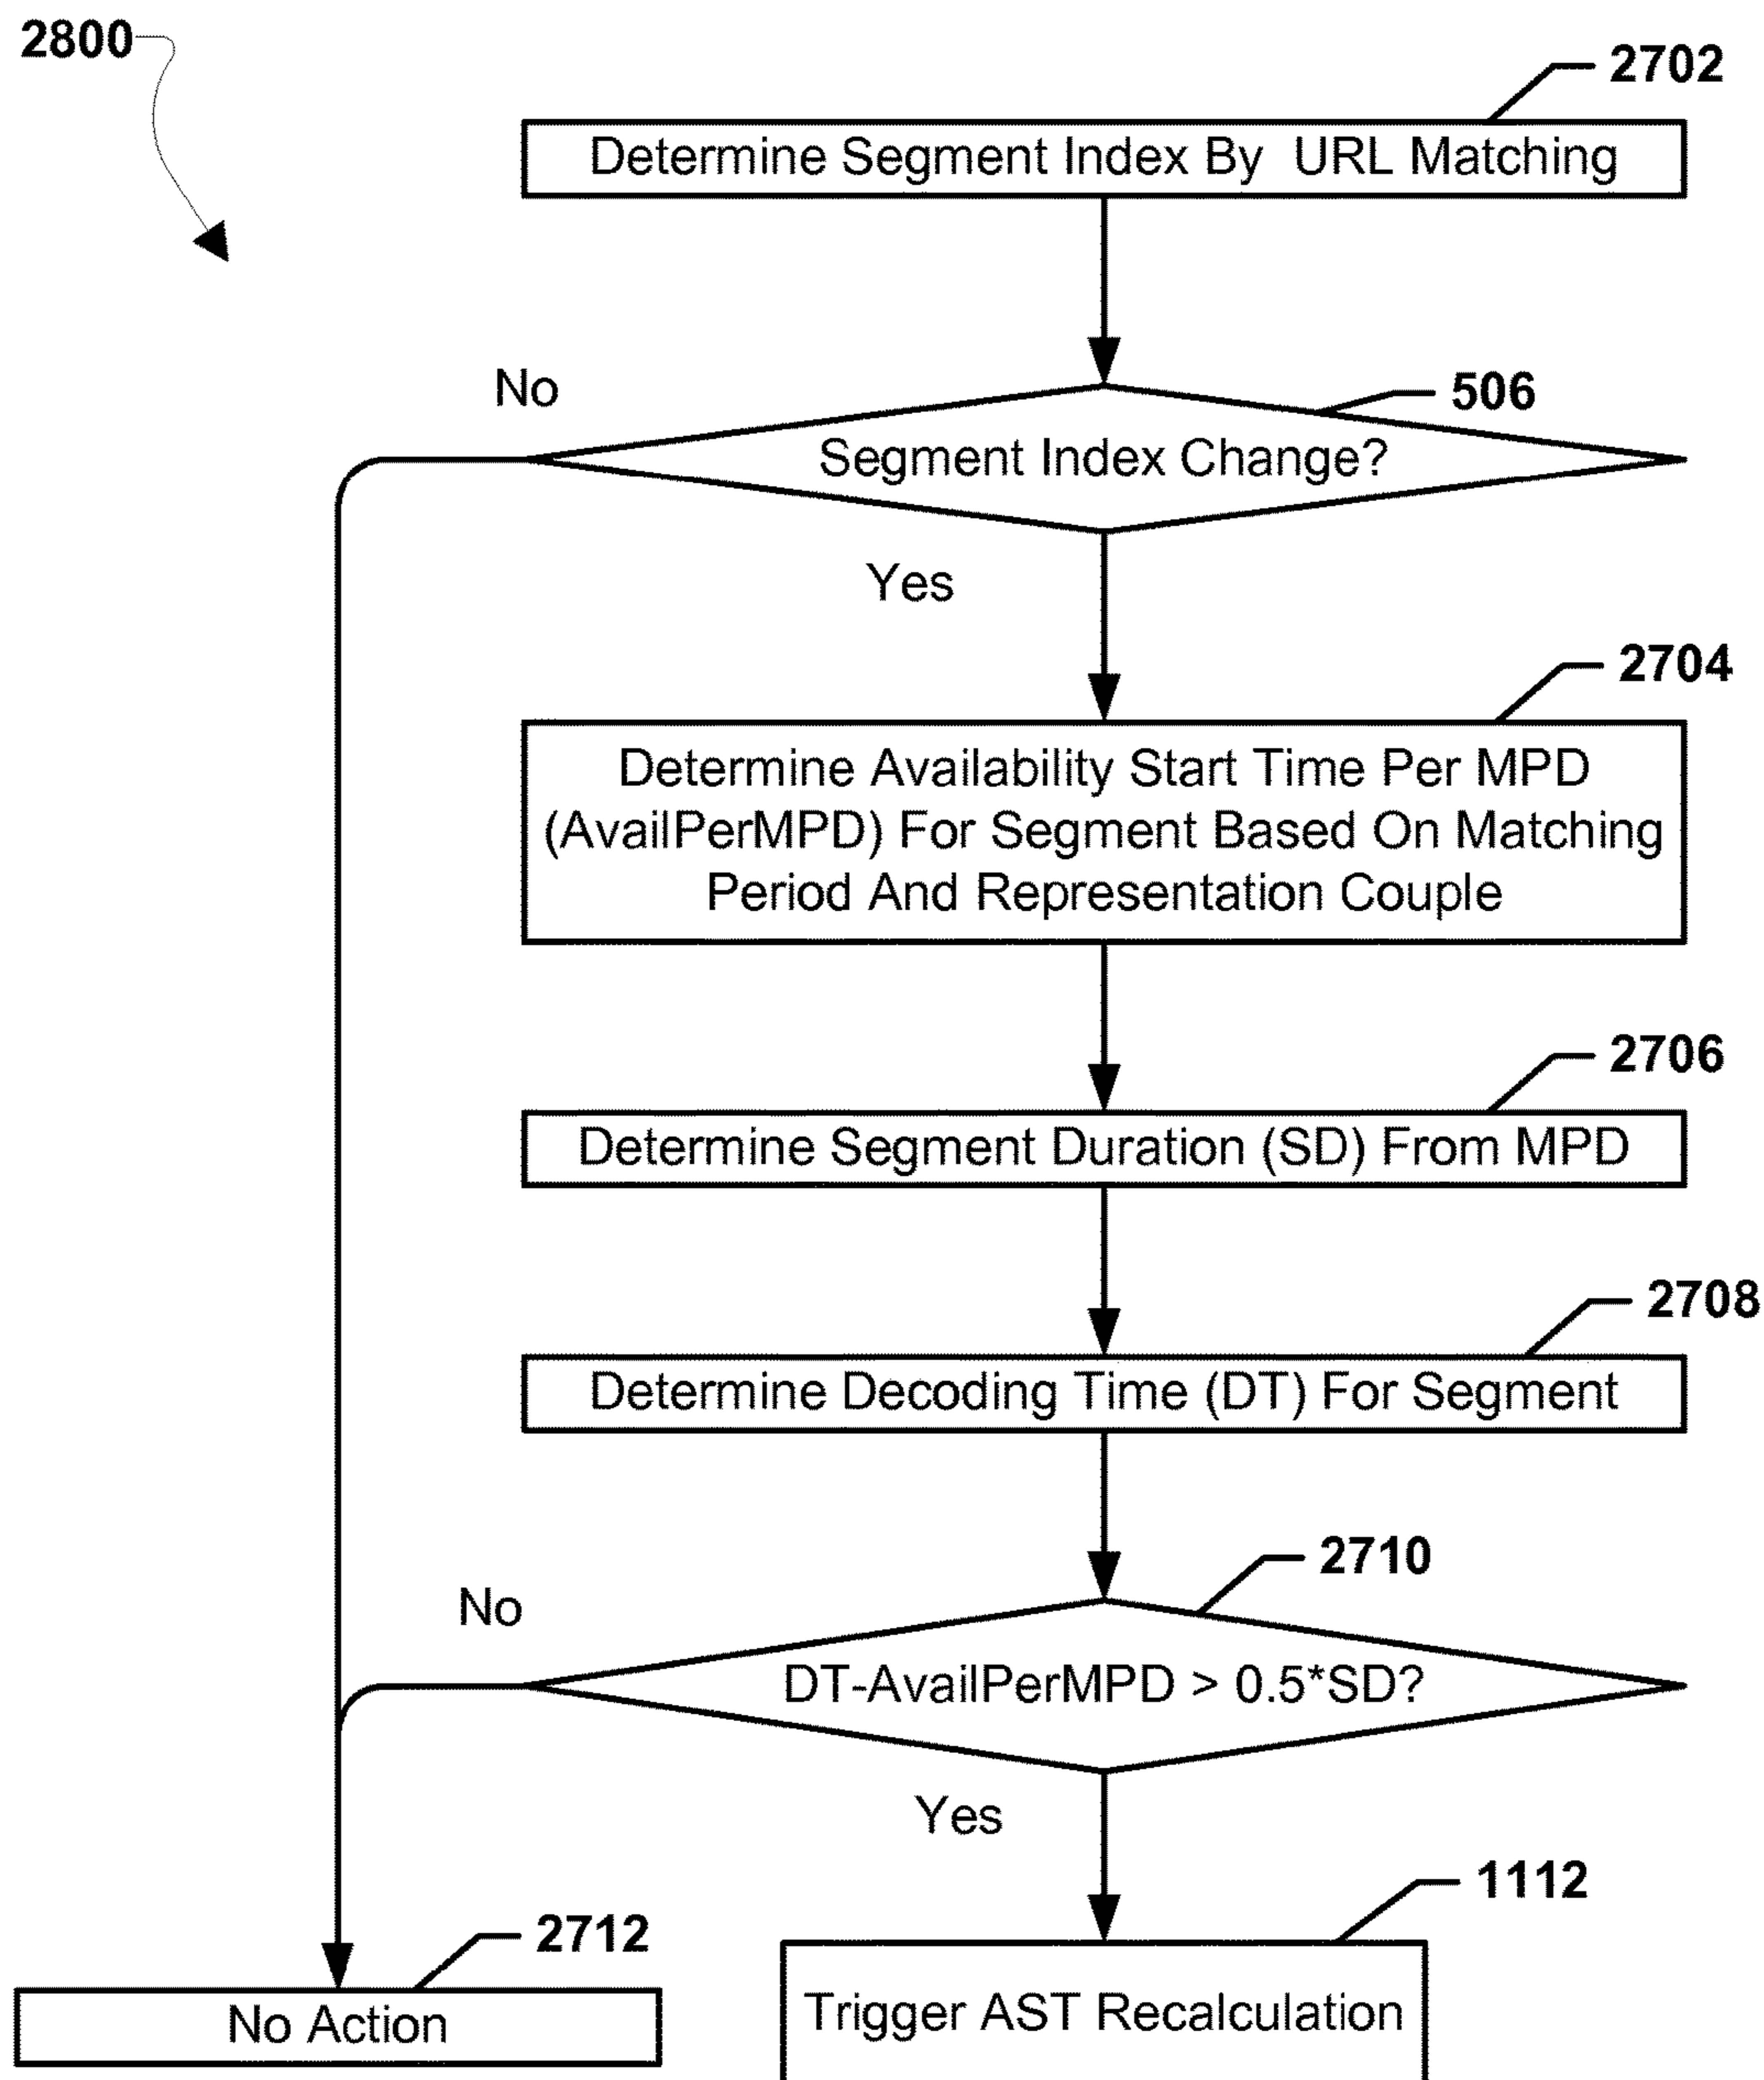 2800
2702
Determine Segment Index By URL Matching
No
506
Segment Index Change?
Yes
2704
Determine Availability Start Time Per MPD
(AvailPerMPD) For Segment Based On Matching
Period And Representation Couple
2706
Determine Segment Duration (SD) From MPD
2708
Determine Decoding Time (DT) For Segment
2710
No
DT-AvailPerMPD > 0.5*SD?
Yes
1112
2712
No Action
Trigger AST Recalculation